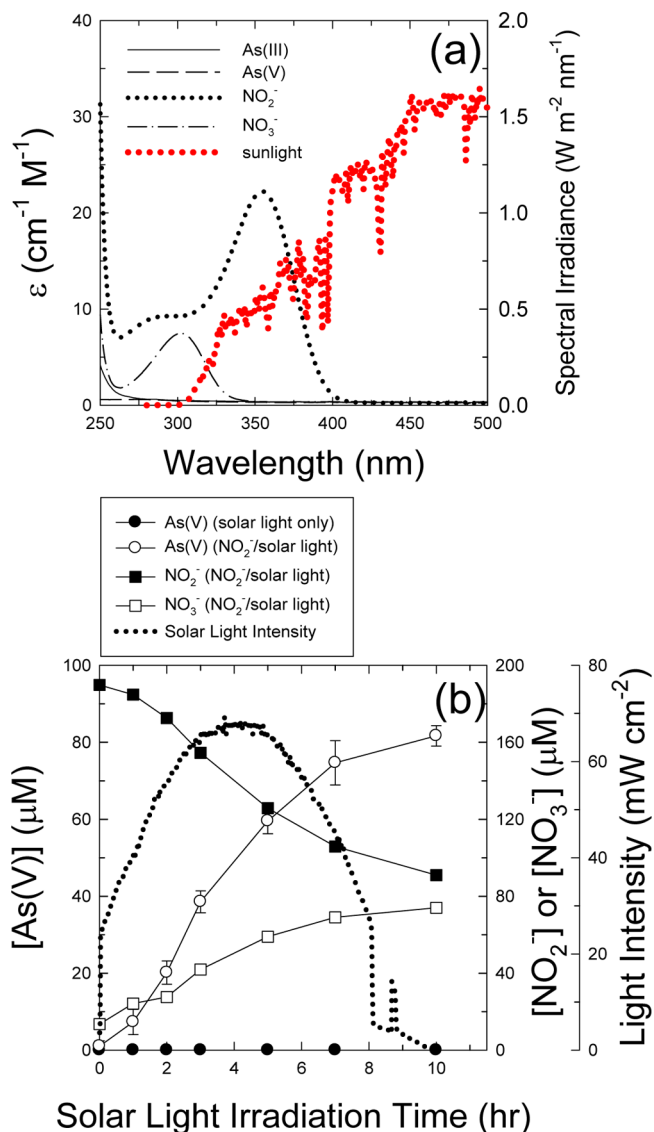 (a)
As(III)
As(V)
NO₂⁻
NO₃⁻
sunlight
40
30
20
10
0
ε (cm⁻¹ M⁻¹)
2.0
1.5
1.0
0.5
0.0
Spectral Irradiance (W m⁻² nm⁻¹)
250 300 350 400 450 500
Wavelength (nm)
As(V) (solar light only)
As(V) (NO₂⁻/solar light)
NO₂⁻ (NO₂⁻/solar light)
NO₃⁻ (NO₂⁻/solar light)
Solar Light Intensity
(b)
100
80
60
40
20
0
[As(V)] (μM)
200
160
120
80
40
0
[NO₂⁻] or [NO₃⁻] (μM)
80
60
40
20
0
Light Intensity (mW cm⁻²)
0 2 4 6 8 10
Solar Light Irradiation Time (hr)